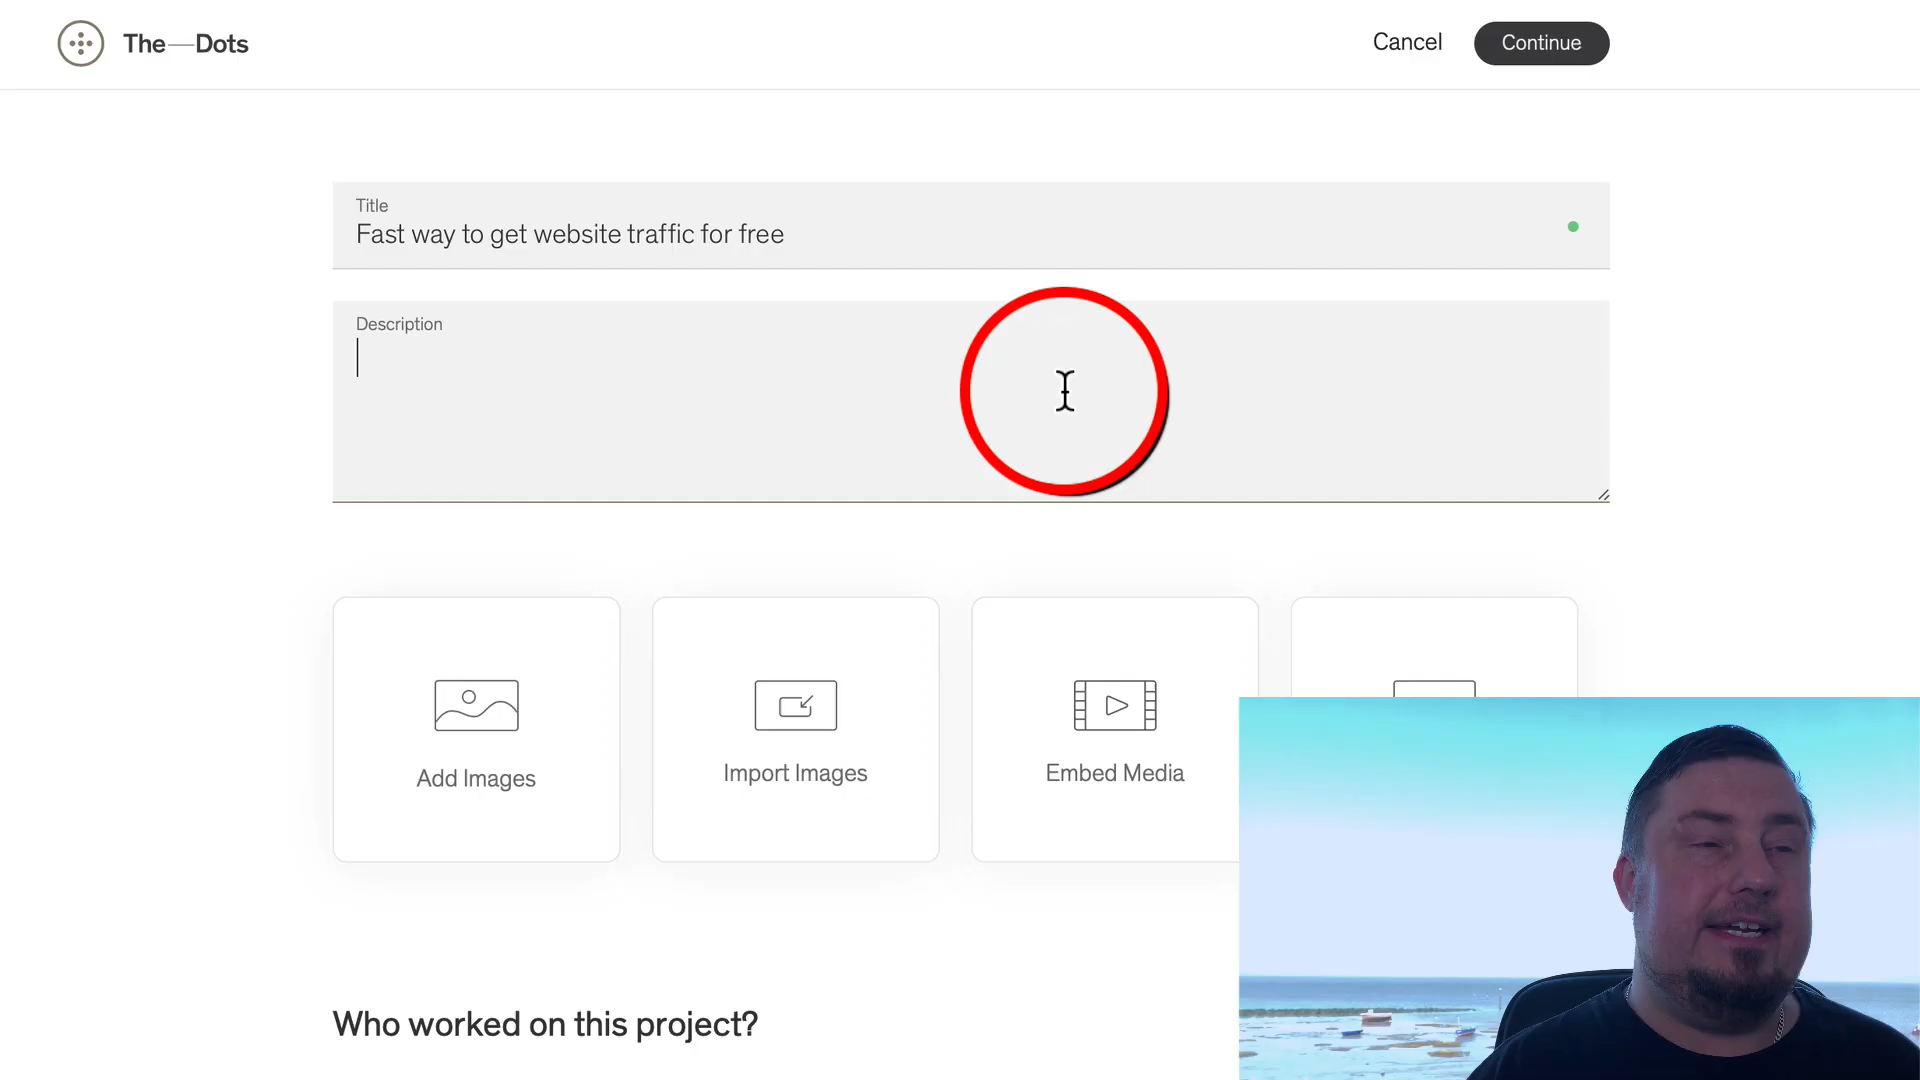 The—Dots
Cancel
Continue
Title
Fast way to get website traffic for free
Description
Add Images
Import Images
Embed Media
Who worked on this project?